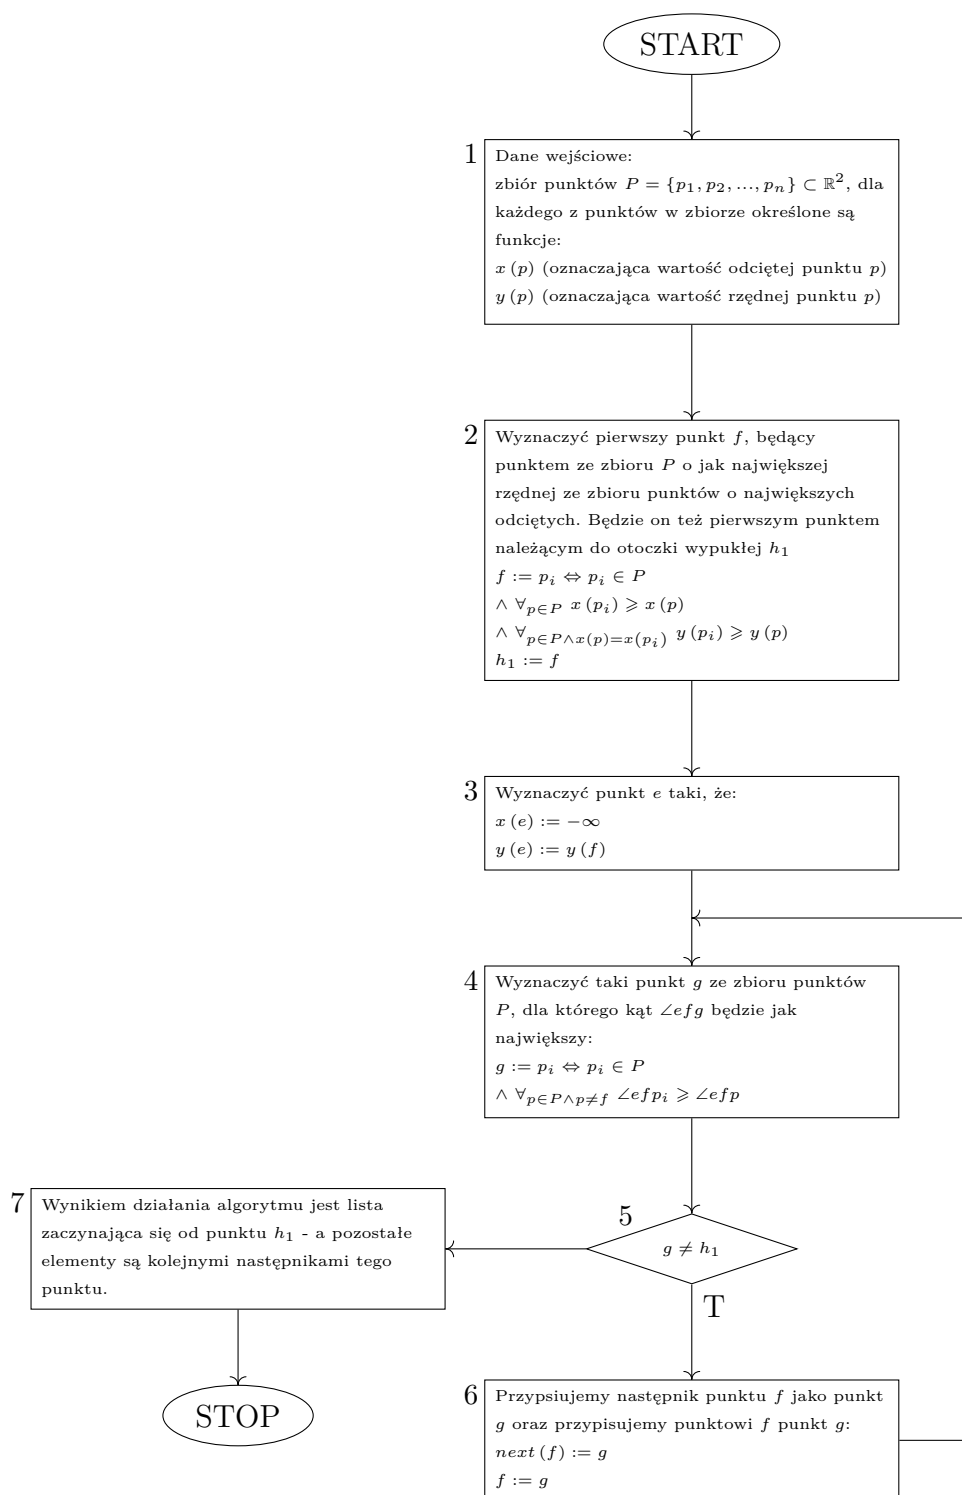 START
1
Dane wejściowe:
zbiór punktów P = {p₁, p₂, ..., pₙ} ⊂ ℝ², dla
każdego z punktów w zbiorze określone są
funkcje:
x (p) (oznaczająca wartość odciętej punktu p)
y (p) (oznaczająca wartość rzędnej punktu p)
2
Wyznaczyć pierwszy punkt f, będący
punktem ze zbioru P o jak największej
rzędnej ze zbioru punktów o największych
odciętych. Będzie on też pierwszym punktem
należącym do otoczki wypukłej h₁
f := pᵢ ⇔ pᵢ ∈ P
∧ ∀_{p∈P} x (pᵢ) ⩾ x (p)
∧ ∀_{p∈P∧x(p)=x(pᵢ)} y (pᵢ) ⩾ y (p)
h₁ := f
3
Wyznaczyć punkt e taki, że:
x (e) := −∞
y (e) := y (f)
4
Wyznaczyć taki punkt g ze zbioru punktów
P, dla którego kąt ∠efg będzie jak
największy:
g := pᵢ ⇔ pᵢ ∈ P
∧ ∀_{p∈P∧p≠f} ∠efpᵢ ⩾ ∠efp
5
g ≠ h₁
T
7
Wynikiem działania algorytmu jest lista
zaczynająca się od punktu h₁ - a pozostałe
elementy są kolejnymi następnikami tego
punktu.
STOP
6
Przypsiujemy następnik punktu f jako punkt
g oraz przypisujemy punktowi f punkt g:
next (f) := g
f := g